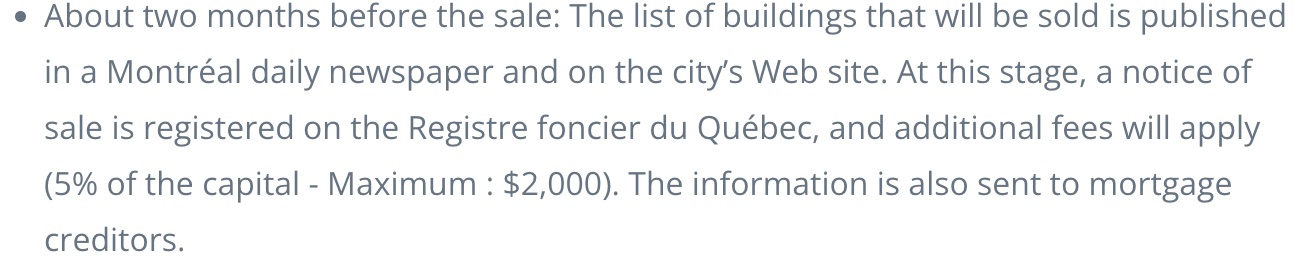 • About two months before the sale: The list of buildings that will be sold is published
in a Montréal daily newspaper and on the city’s Web site. At this stage, a notice of
sale is registered on the Registre foncier du Québec, and additional fees will apply
(5% of the capital - Maximum : $2,000). The information is also sent to mortgage
creditors.